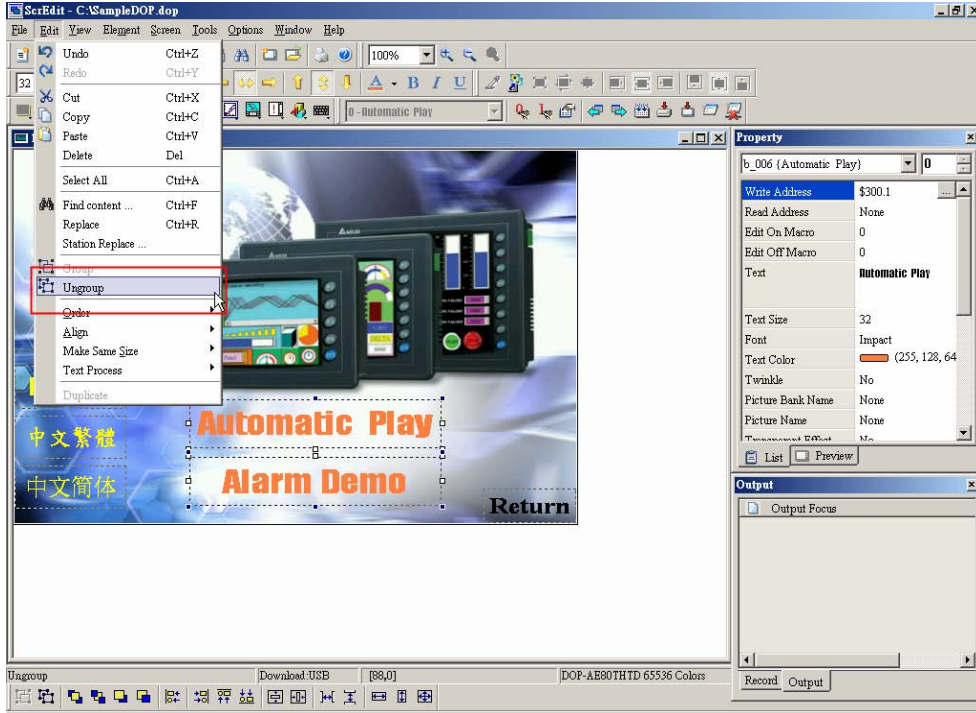 ScrEdit - C:\SampleDOP.dop
File Edit View Element Screen Tools Options Window Help
100%
32
B I U
0 - Automatic Play
Undo Ctrl+Z
Redo Ctrl+Y
Cut Ctrl+X
Copy Ctrl+C
Paste Ctrl+V
Delete Del
Select All Ctrl+A
Find content ... Ctrl+F
Replace Ctrl+R
Station Replace ...
Group
Ungroup
Order
Align
Make Same Size
Text Process
Duplicate
Automatic Play
中文繁體
Alarm Demo
中文简体
Return
Property
b_006 {Automatic Play} 0
Write Address $300.1 ...
Read Address None
Edit On Macro 0
Edit Off Macro 0
Text Automatic Play
Text Size 32
Font Impact
Text Color (255, 128, 64
Twinkle No
Picture Bank Name None
Picture Name None
Transparent Effect No
List Preview
Output
Output Focus
Record Output
Ungroup Download:USB [88,0] DOP-AE80THTD 65536 Colors